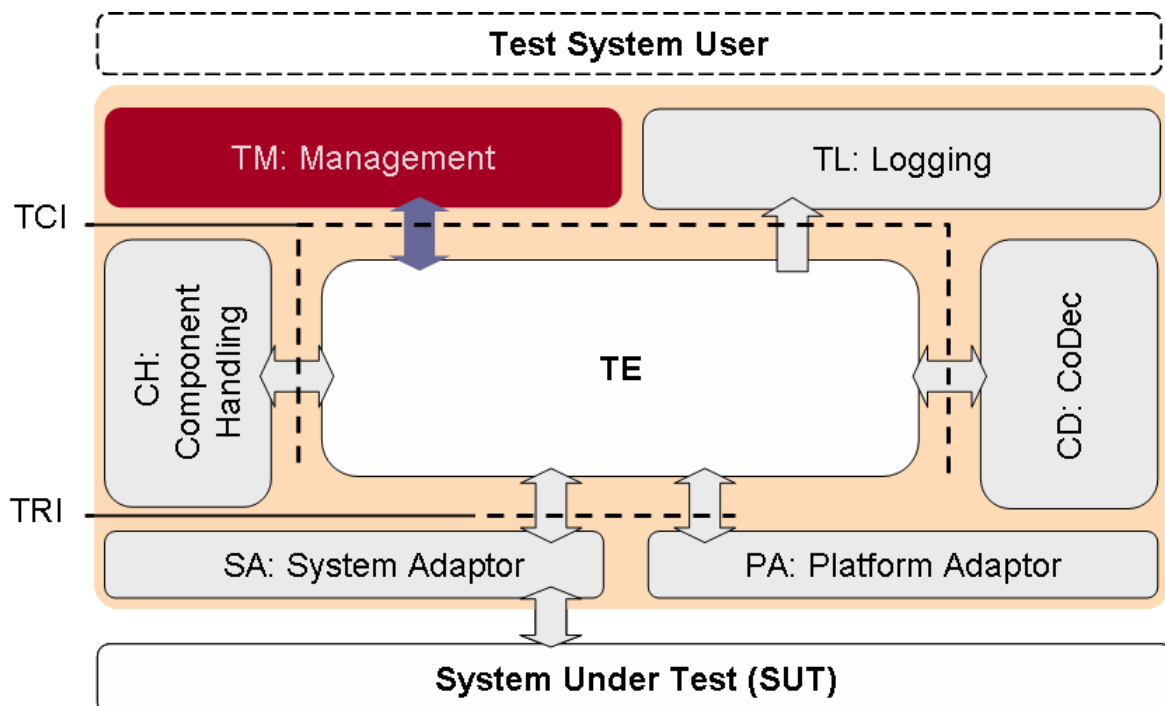 Test System User
TM: Management
TL: Logging
TCI
CH:
Component
Handling
TE
CD: CoDec
TRI
SA: System Adaptor
PA: Platform Adaptor
System Under Test (SUT)